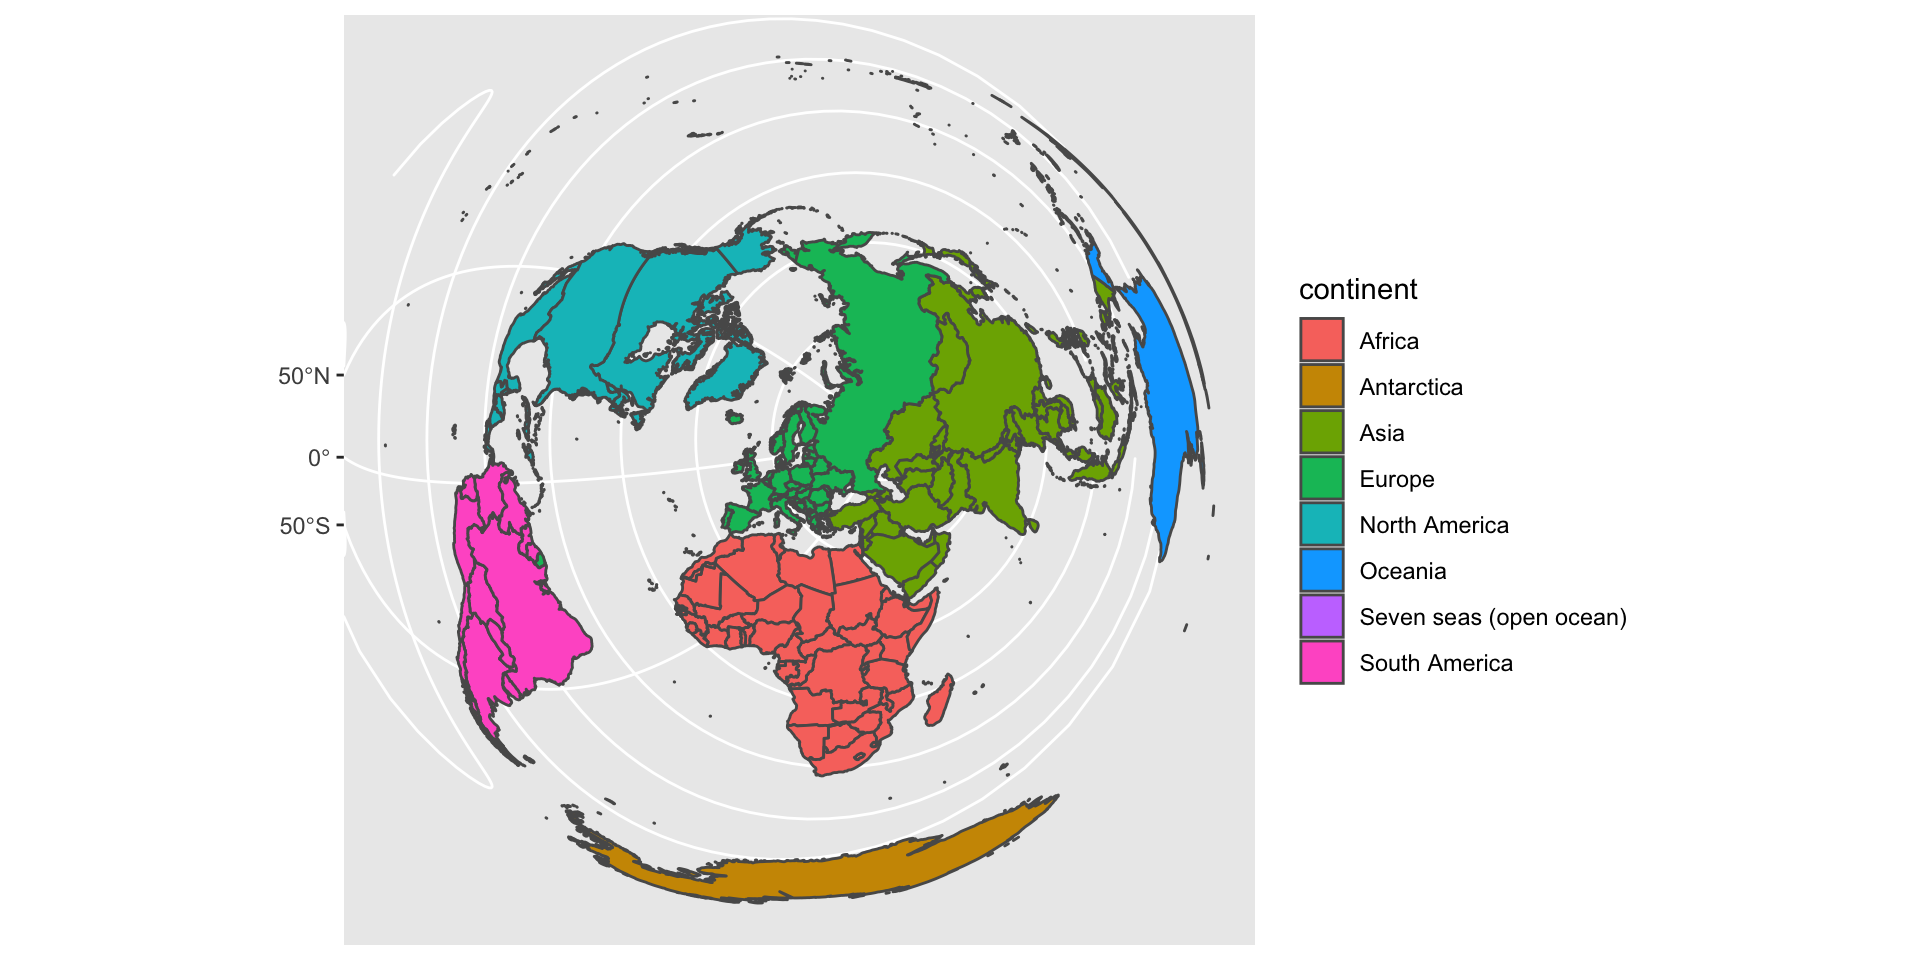 50°N
0°
50°S
continent
Africa
Antarctica
Asia
Europe
North America
Oceania
Seven seas (open ocean)
South America